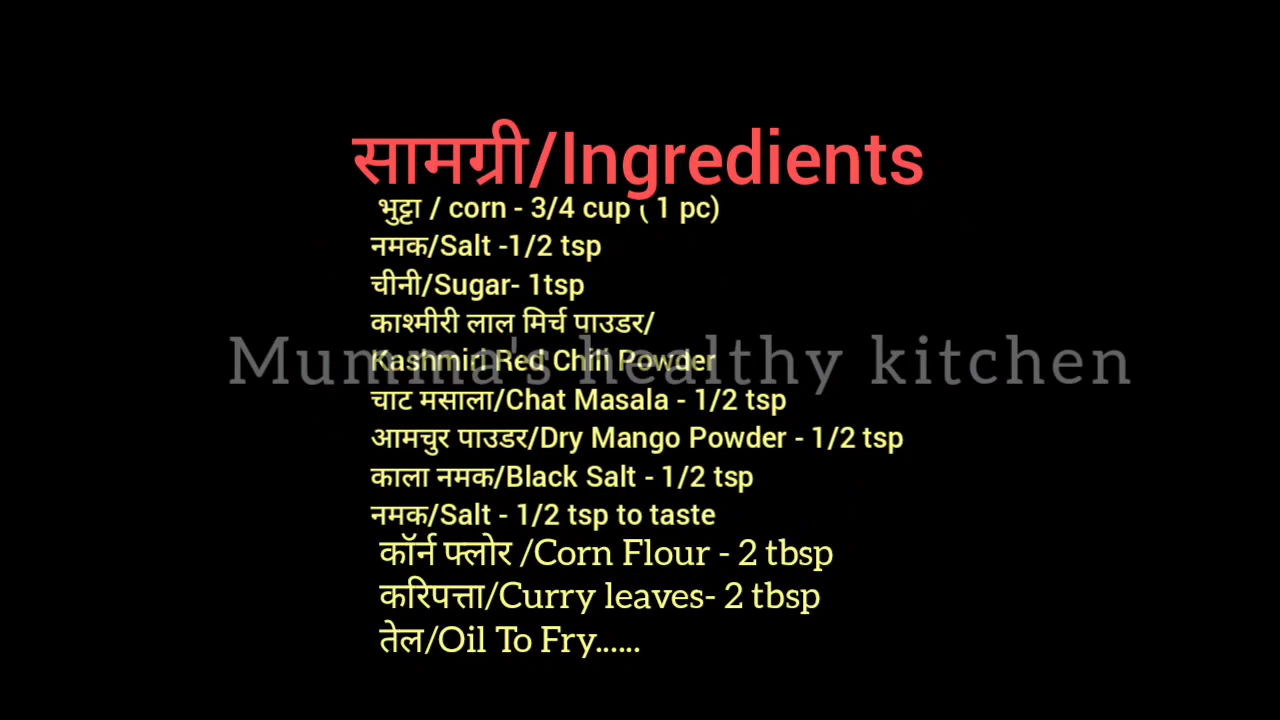 सामग्री/Ingredients
भुट्टा / corn - 3/4 cup ( 1 pc)
नमक/Salt -1/2 tsp
चीनी/Sugar- 1tsp
काश्मीरी लाल मिर्च पाउडर/
Kashmiri Red Chili Powder
Mumma's healthy kitchen
चाट मसाला/Chat Masala - 1/2 tsp
आमचुर पाउडर/Dry Mango Powder - 1/2 tsp
काला नमक/Black Salt - 1/2 tsp
नमक/Salt - 1/2 tsp to taste
कॉर्न फ्लोर /Corn Flour - 2 tbsp
करिपत्ता/Curry leaves- 2 tbsp
तेल/Oil To Fry......